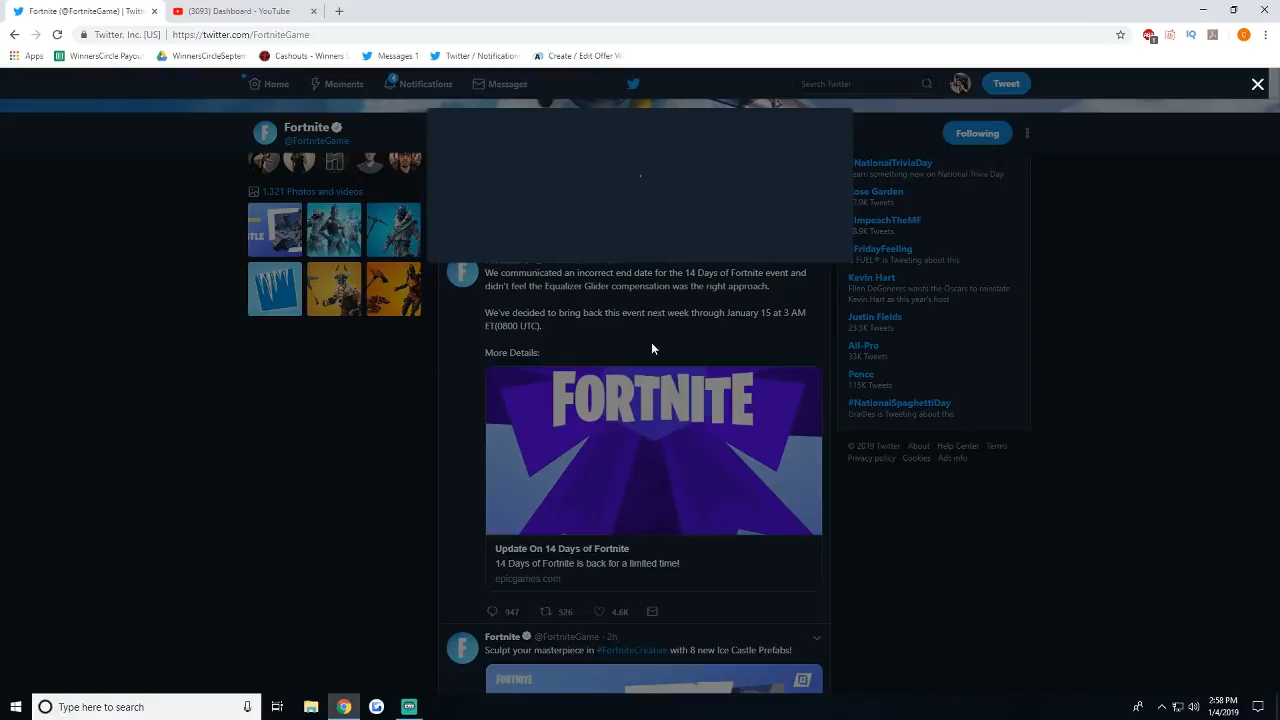 Fortnite (@FortniteGame) | Twitt
(3093) Dashboard - YouTube
Twitter, Inc. [US]
https://twitter.com/FortniteGame
Apps
WinnersCircle Payou
WinnersCircleSepte
Cashouts - Winners
Messages 1
Twitter
Create / Edit Offer W
Home
Moments
4
Notifications
Messages
Search Twitter
Tweet
Fortnite
@FortniteGame
Following
1,321 Photos and videos
We communicated an incorrect end date for the 14 Days of Fortnite event and
didn't feel the Equalizer Glider compensation was the right approach.
We've decided to bring back this event next week through January 15 at 3 AM
ET(0800 UTC).
More Details:
FORTNITE
Update On 14 Days of Fortnite
14 Days of Fortnite is back for a limited time!
epicgames.com
947
526
4.6K
Fortnite @FortniteGame · 2h
Sculpt your masterpiece in #FortniteCreative with 8 new Ice Castle Prefabs!
FORTNITE
NationalTriviaDay
earn something new on National Trivia Day
ose Garden
7.9K Tweets
ImpeachTheMF
8.9K Tweets
FridayFeeling
FUEL® is Tweeting about this
Kevin Hart
Ellen DeGeneres wants the Oscars to reinstate
Kevin Hart as this year's host
Justin Fields
23.3K Tweets
All-Pro
33K Tweets
Pence
115K Tweets
#NationalSpaghettiDay
is Tweeting about this
© 2019 Twitter About Help Center Terms
Privacy policy Cookies Ads info
Type here to search
2:58 PM
1/4/2019